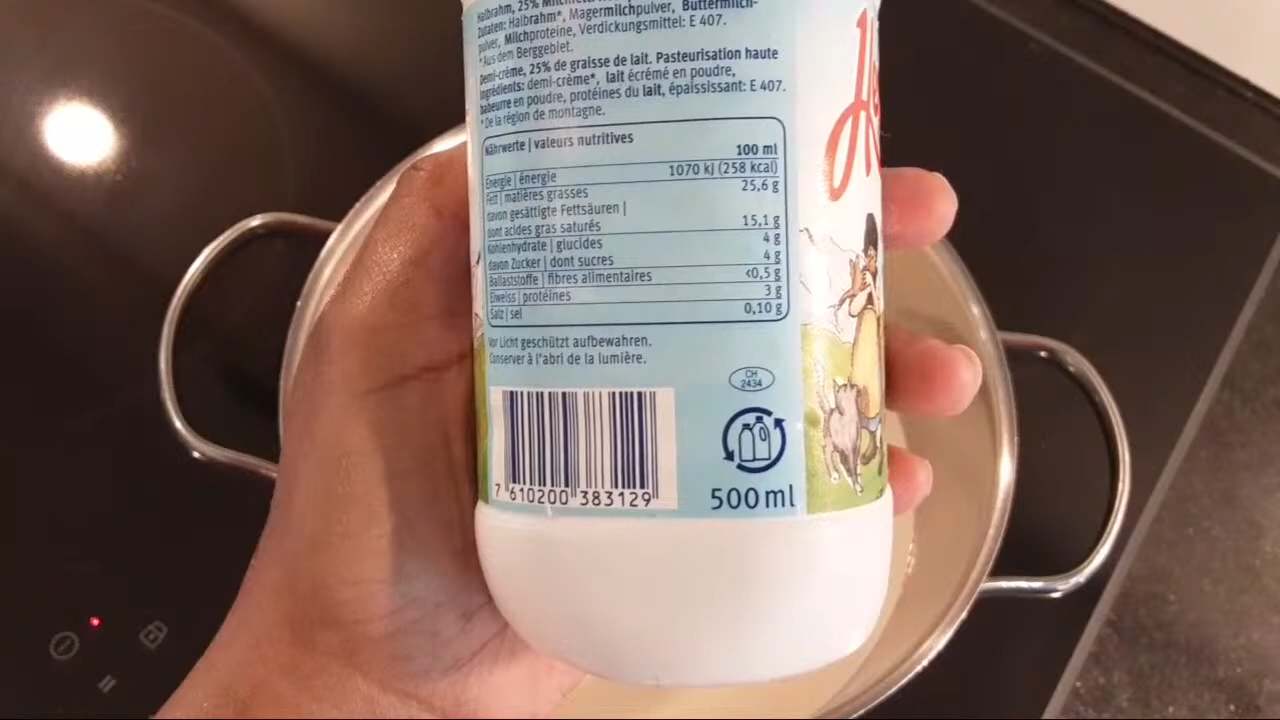 Halbrahm, 25%
Zutaten: Halbrahm*, Magermilchpulver, Buttermilch-
pulver, Milchproteine, Verdickungsmittel: E 407.
*Aus dem Berggebiet.
Demi-crème, 25% de graisse de lait. Pasteurisation haute
Ingrédients: demi-crème*, lait écrémé en poudre,
babeurre en poudre, protéines du lait, épaississant: E 407.
*De la région de montagne.
Nährwerte | valeurs nutritives
100 ml
Energie | énergie 1070 kJ (258 kcal)
Fett | matières grasses 25,6 g
davon gesättigte Fettsäuren |
dont acides gras saturés 15,1 g
Kohlenhydrate | glucides 4 g
davon Zucker | dont sucres 4 g
Ballaststoffe | fibres alimentaires <0,5 g
Eiweiss | protéines 3 g
Salz | sel 0,10 g
Vor Licht geschützt aufbewahren.
Conserver à l'abri de la lumière.
CH
2434
7 610200 383129
500 ml